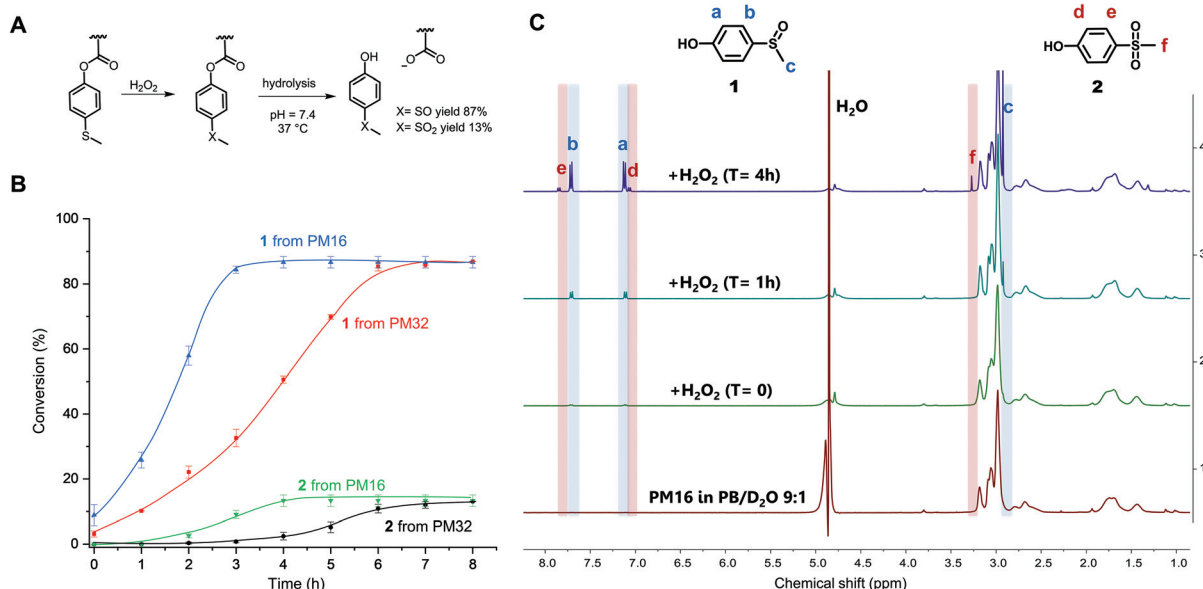 A
O O
H₂O₂
S
O O
X
hydrolysis
pH = 7.4
37 °C
OH
X
⁻O O
X= SO yield 87%
X= SO₂ yield 13%
B
Conversion (%)
100
80
60
40
20
0
0 1 2 3 4 5 6 7 8
Time (h)
1 from PM16
1 from PM32
2 from PM16
2 from PM32
C
a b
HO
O
S
c
1
d e
HO
O
S
O
f
2
H₂O
e b a d f c
+H₂O₂ (T= 4h)
+H₂O₂ (T= 1h)
+H₂O₂ (T= 0)
PM16 in PB/D₂O 9:1
4
3
2
1
8.0 7.5 7.0 6.5 6.0 5.5 5.0 4.5 4.0 3.5 3.0 2.5 2.0 1.5 1.0
Chemical shift (ppm)